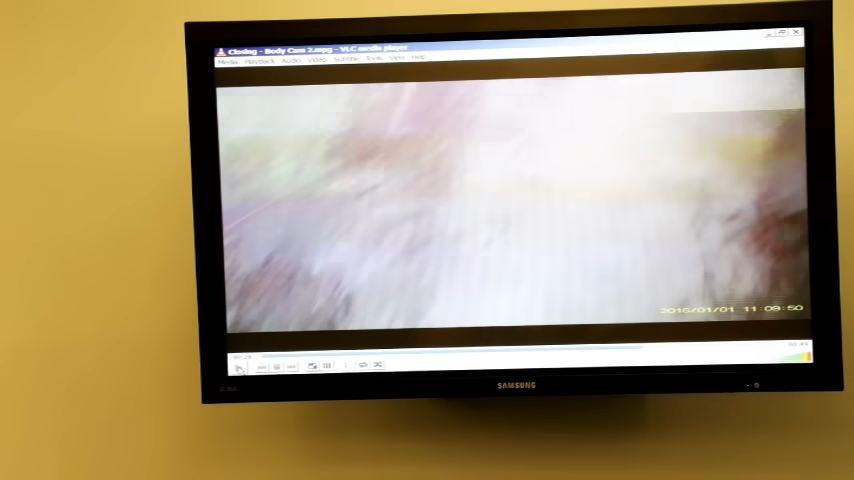 Closing - Body Cam 2.mpg - VLC media player
Media Playback Audio Video Subtitle Tools View Help
2016/01/01 11:09:50
SAMSUNG